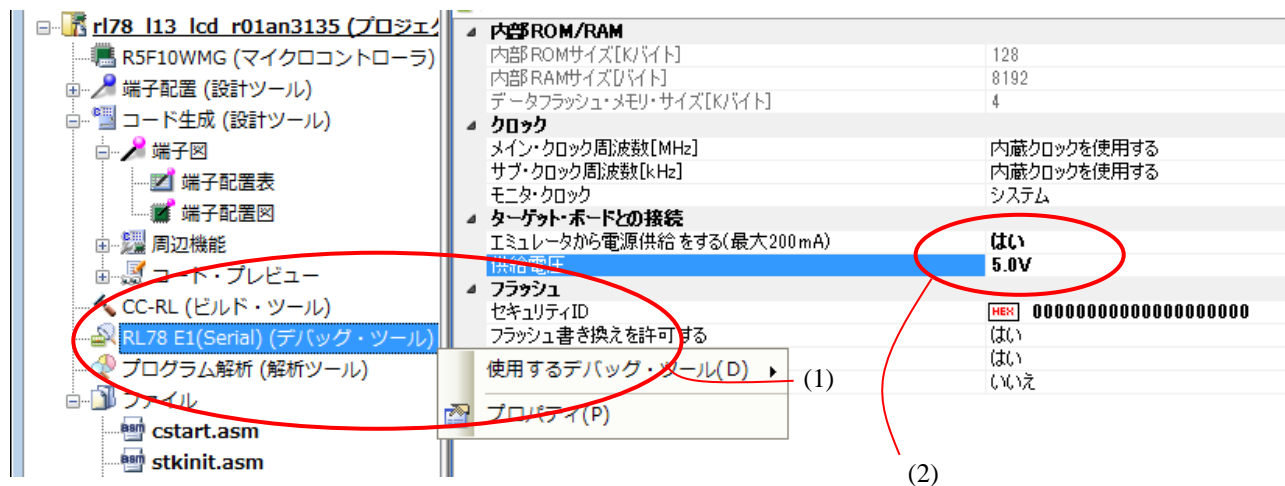 rl78_l13_lcd_r01an3135 (プロジェク
R5F10WMG (マイクロコントローラ)
端子配置 (設計ツール)
コード生成 (設計ツール)
端子図
端子配置表
端子配置図
周辺機能
コード・プレビュー
CC-RL (ビルド・ツール)
RL78 E1(Serial) (デバッグ・ツール)
プログラム解析 (解析ツール)
ファイル
cstart.asm
stkinit.asm
内部ROM/RAM
内部ROMサイズ[Kバイト] 128
内部RAMサイズ[バイト] 8192
データフラッシュ・メモリ・サイズ[Kバイト] 4
クロック
メイン・クロック周波数[MHz] 内蔵クロックを使用する
サブ・クロック周波数[kHz] 内蔵クロックを使用する
モニタ・クロック システム
ターゲット・ボードとの接続
エミュレータから電源供給をする(最大200mA) はい
供給電圧 5.0V
フラッシュ
セキュリティID HEX 00000000000000000000
フラッシュ書き換えを許可する はい
はい
いいえ
使用するデバッグ・ツール(D)
プロパティ(P)
(1)
(2)